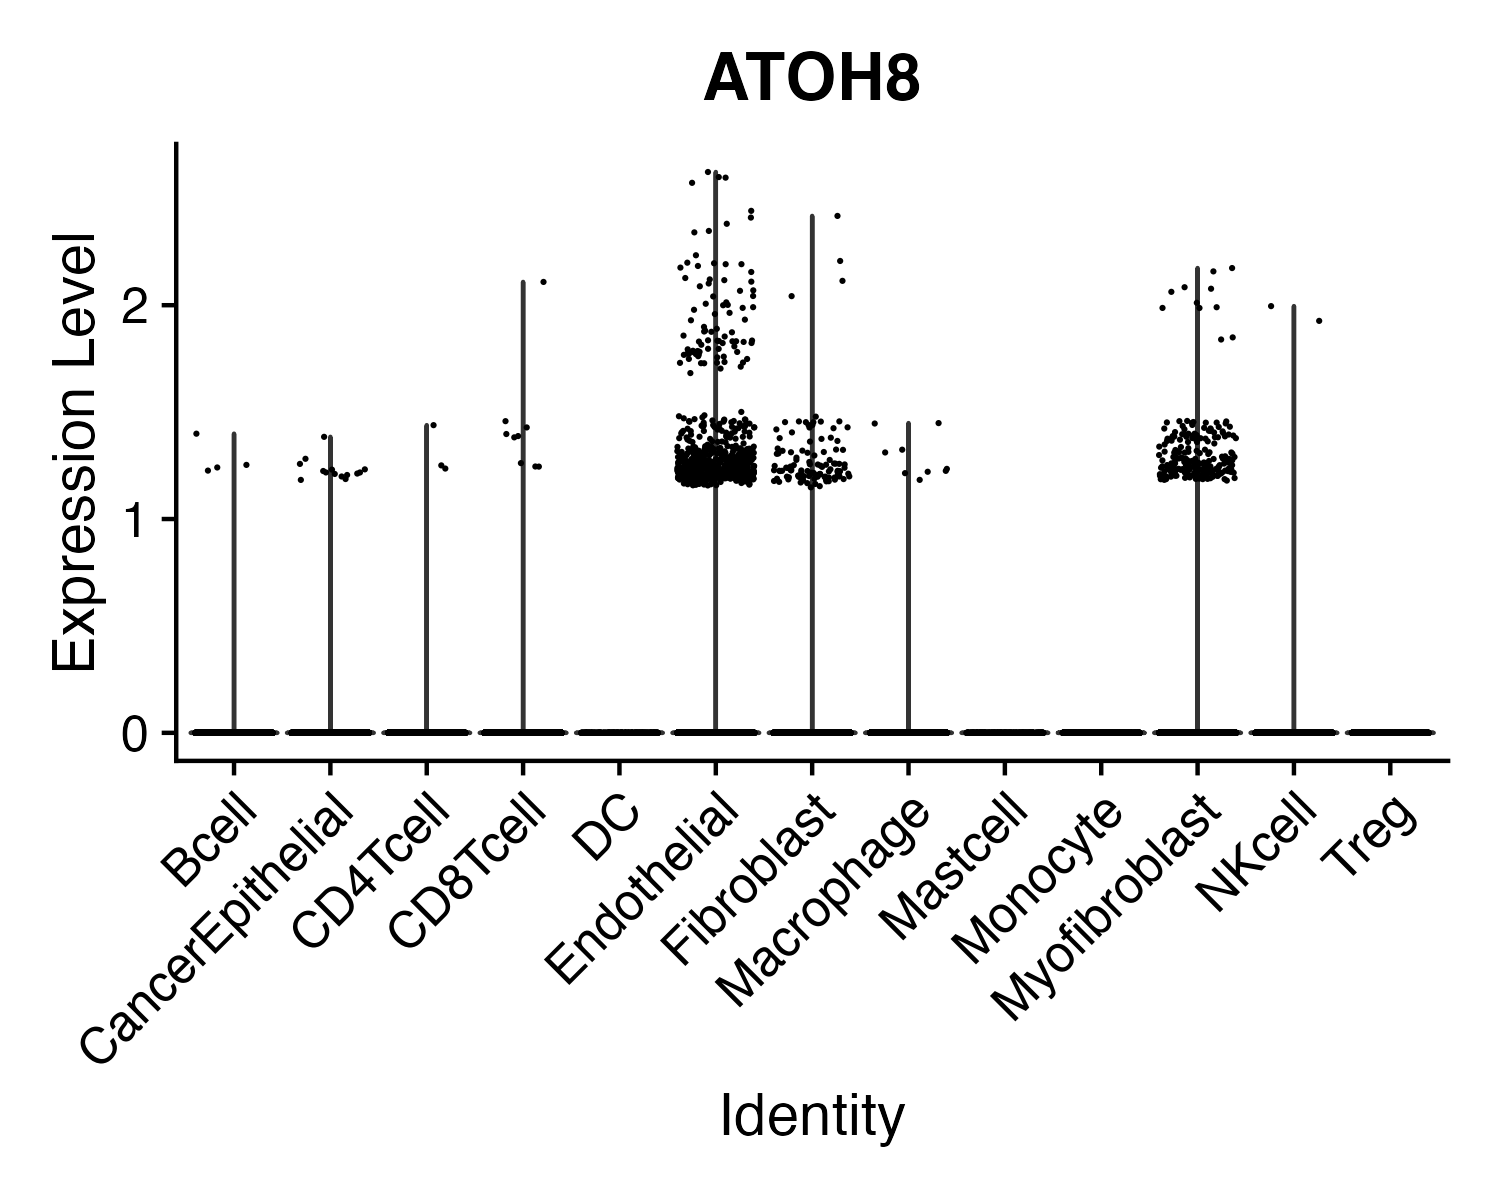 ATOH8
Expression Level
2
1
0
Bcell
CancerEpithelial
CD4Tcell
CD8Tcell
DC
Endothelial
Fibroblast
Macrophage
Mastcell
Monocyte
Myofibroblast
NKcell
Treg
Identity